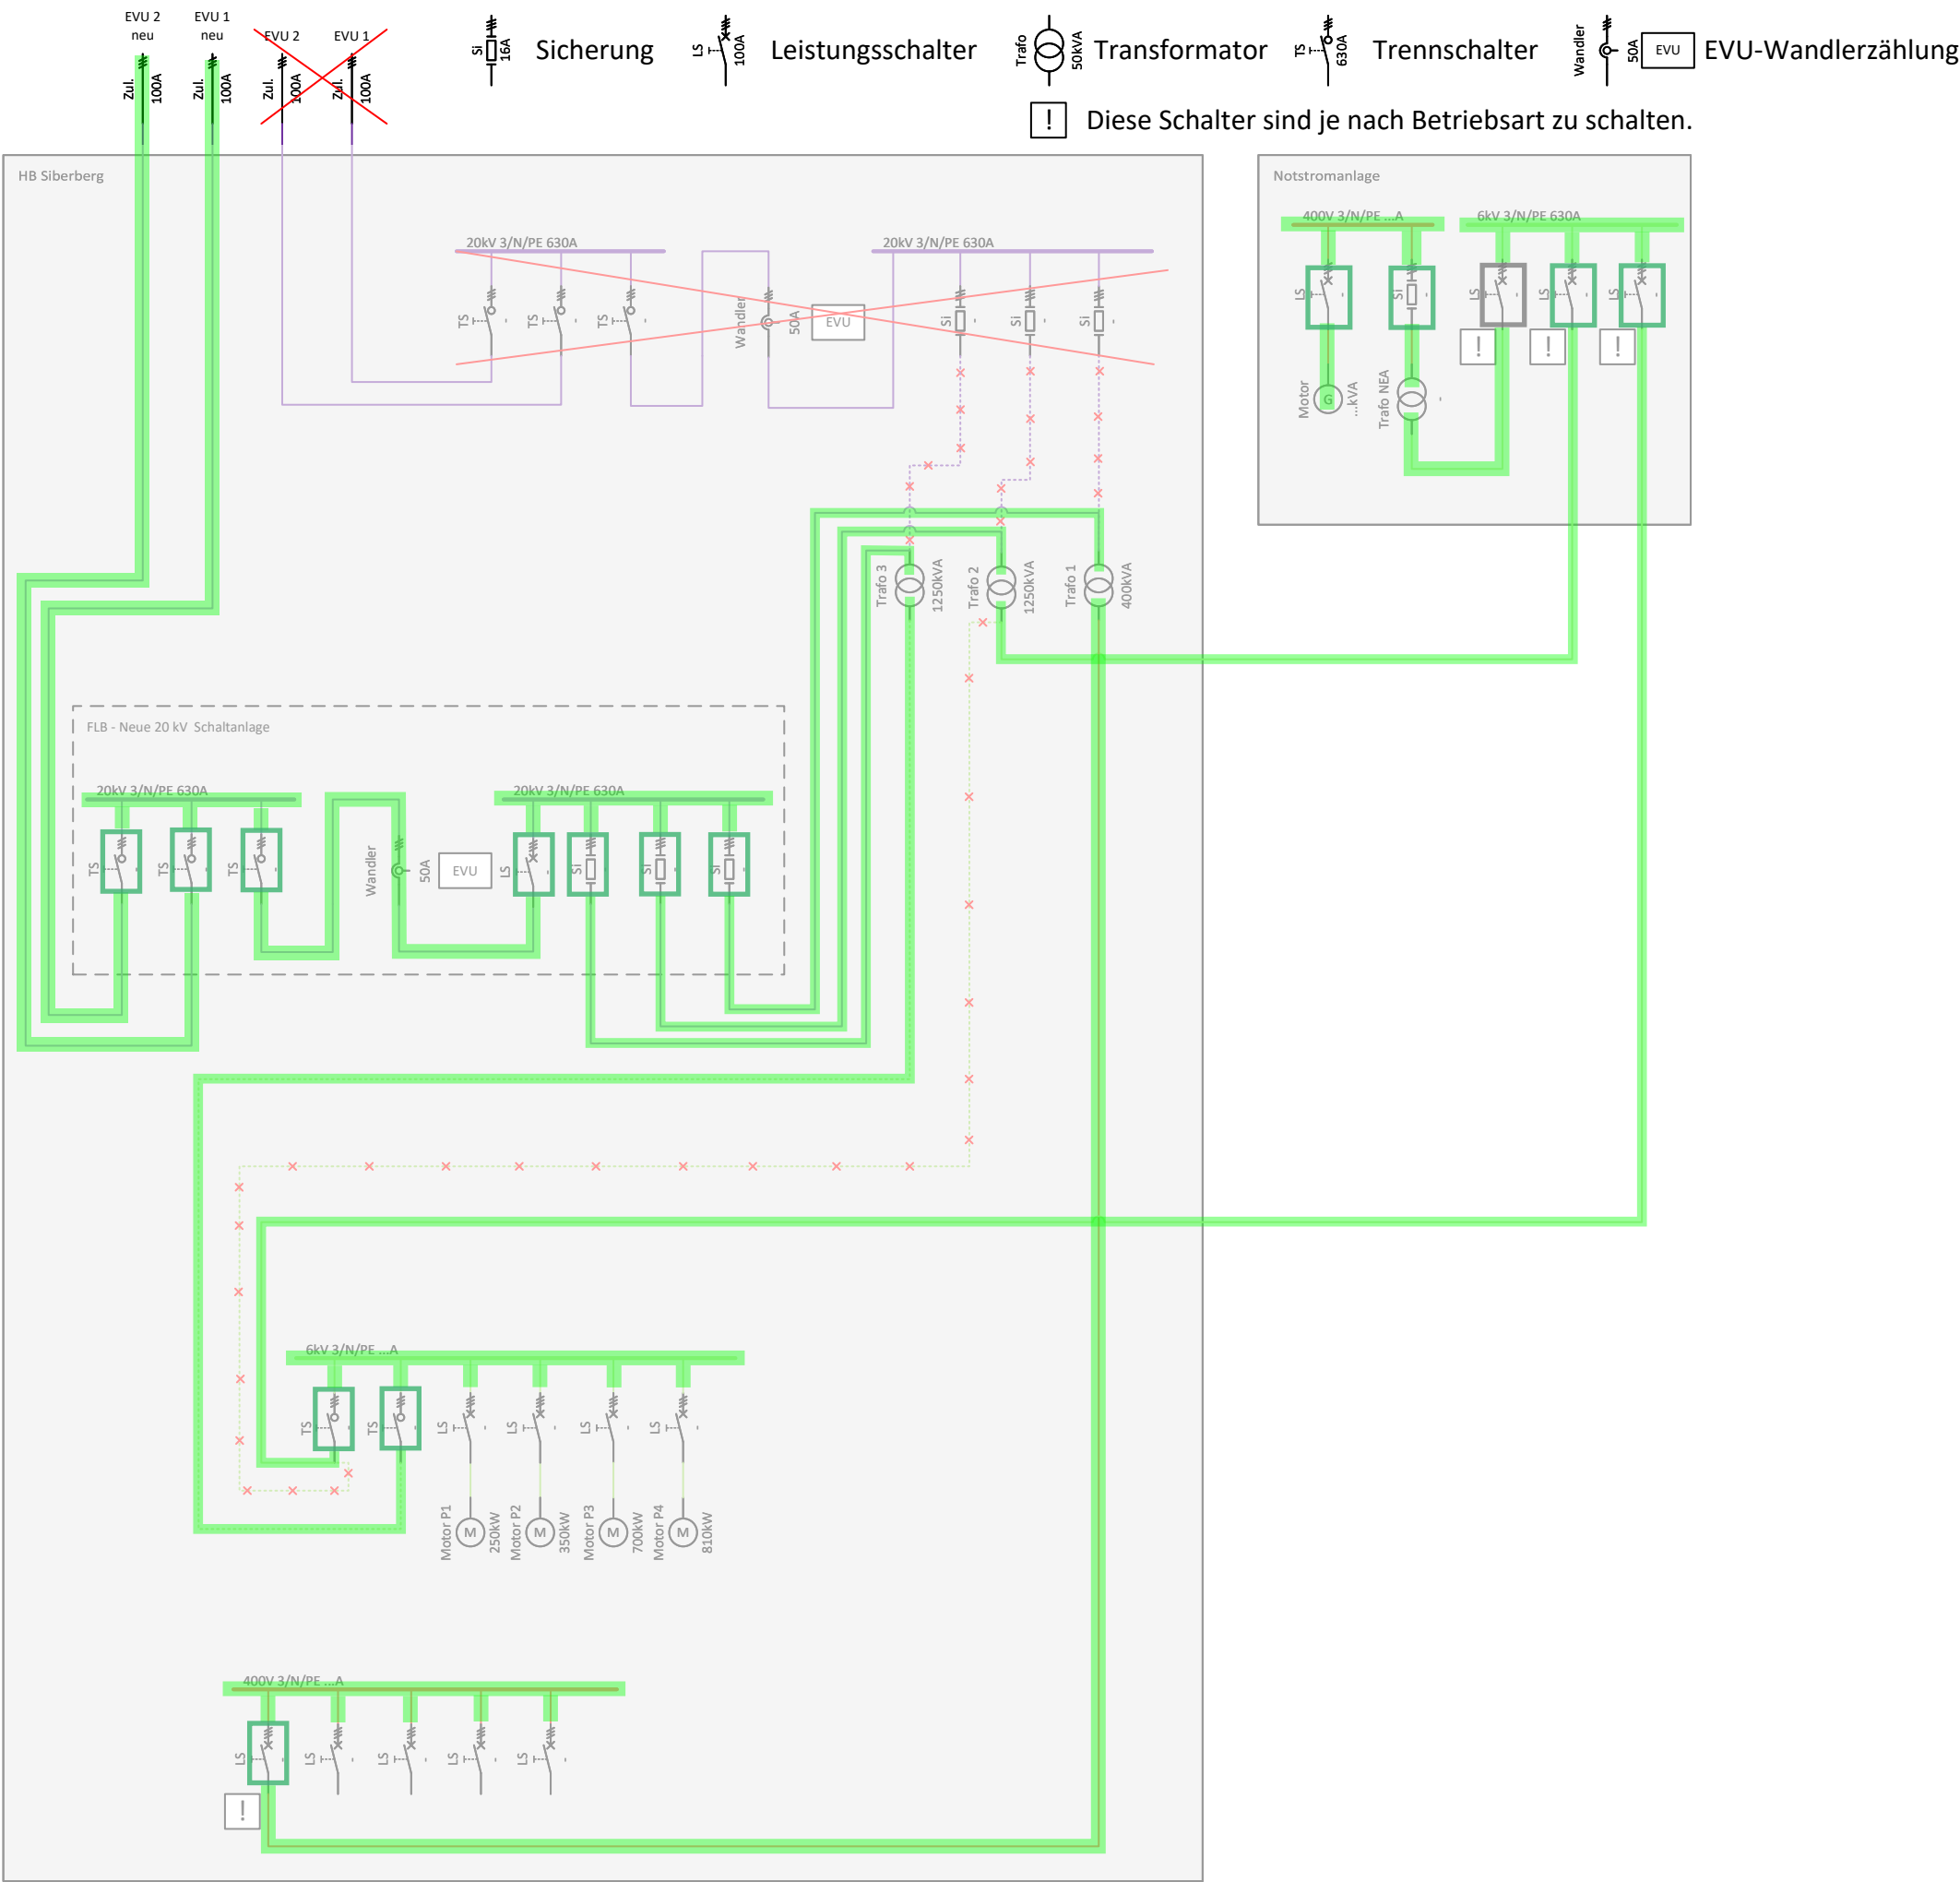 EVU 2
neu
EVU 1
neu
EVU 2
EVU 1
Zul.
100A
Zul.
100A
Zul.
100A
Zul.
100A
Si
16A
Sicherung
LS
100A
Leistungsschalter
Trafo
50kVA
Transformator
TS
630A
Trennschalter
Wandler
50A
EVU
EVU-Wandlerzählung
! Diese Schalter sind je nach Betriebsart zu schalten.
HB Siberberg
Notstromanlage
20kV 3/N/PE 630A
20kV 3/N/PE 630A
TS
-
TS
-
TS
-
Wandler
50A
EVU
Si
-
Si
-
Si
-
400V 3/N/PE ...A
6kV 3/N/PE 630A
LS
-
Si
-
LS
-
LS
-
LS
-
!
!
!
Motor
G
...kVA
Trafo NEA
-
Trafo 3
1250kVA
Trafo 2
1250kVA
Trafo 1
400kVA
FLB - Neue 20 kV Schaltanlage
20kV 3/N/PE 630A
20kV 3/N/PE 630A
TS
-
TS
-
TS
-
Wandler
50A
EVU
LS
-
Si
-
Si
-
Si
-
6kV 3/N/PE ...A
TS
-
TS
-
LS
-
LS
-
LS
-
LS
-
Motor P1
M
250kW
Motor P2
M
350kW
Motor P3
M
700kW
Motor P4
M
810kW
400V 3/N/PE ...A
LS
-
LS
-
LS
-
LS
-
LS
-
!